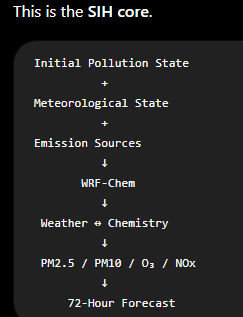 This is the SIH core.
Initial Pollution State
+
Meteorological State
+
Emission Sources
↓
WRF-Chem
↓
Weather ↔ Chemistry
↓
PM2.5 / PM10 / O₃ / NOx
↓
72-Hour Forecast